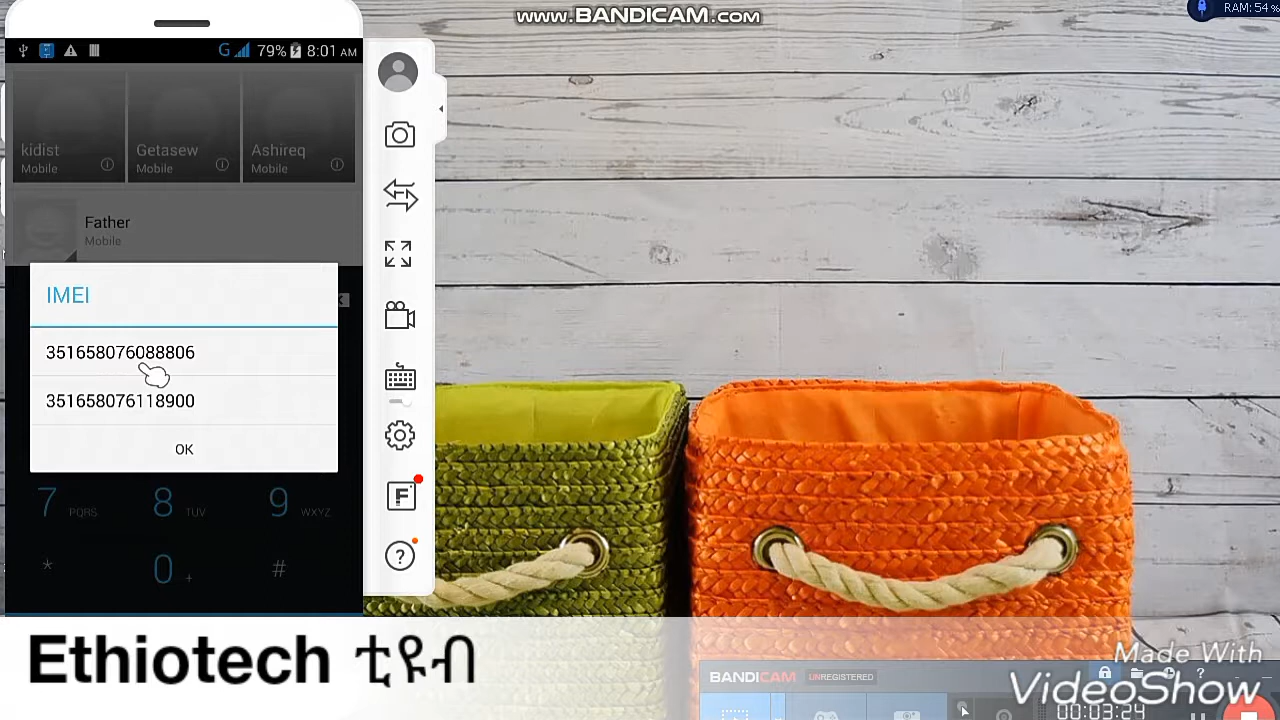 www.BANDICAM.com
RAM: 54 %
G 79% 8:01 AM
kidist
Mobile
Getasew
Mobile
Ashireq
Mobile
Father
Mobile
IMEI
351658076088806
351658076118900
OK
7 PQRS 8 TUV 9 WXYZ
* 0 + #
F
?
Ethiotech ቲዩብ
Made With
VideoShow
BANDICAM UNREGISTERED
00:03:24